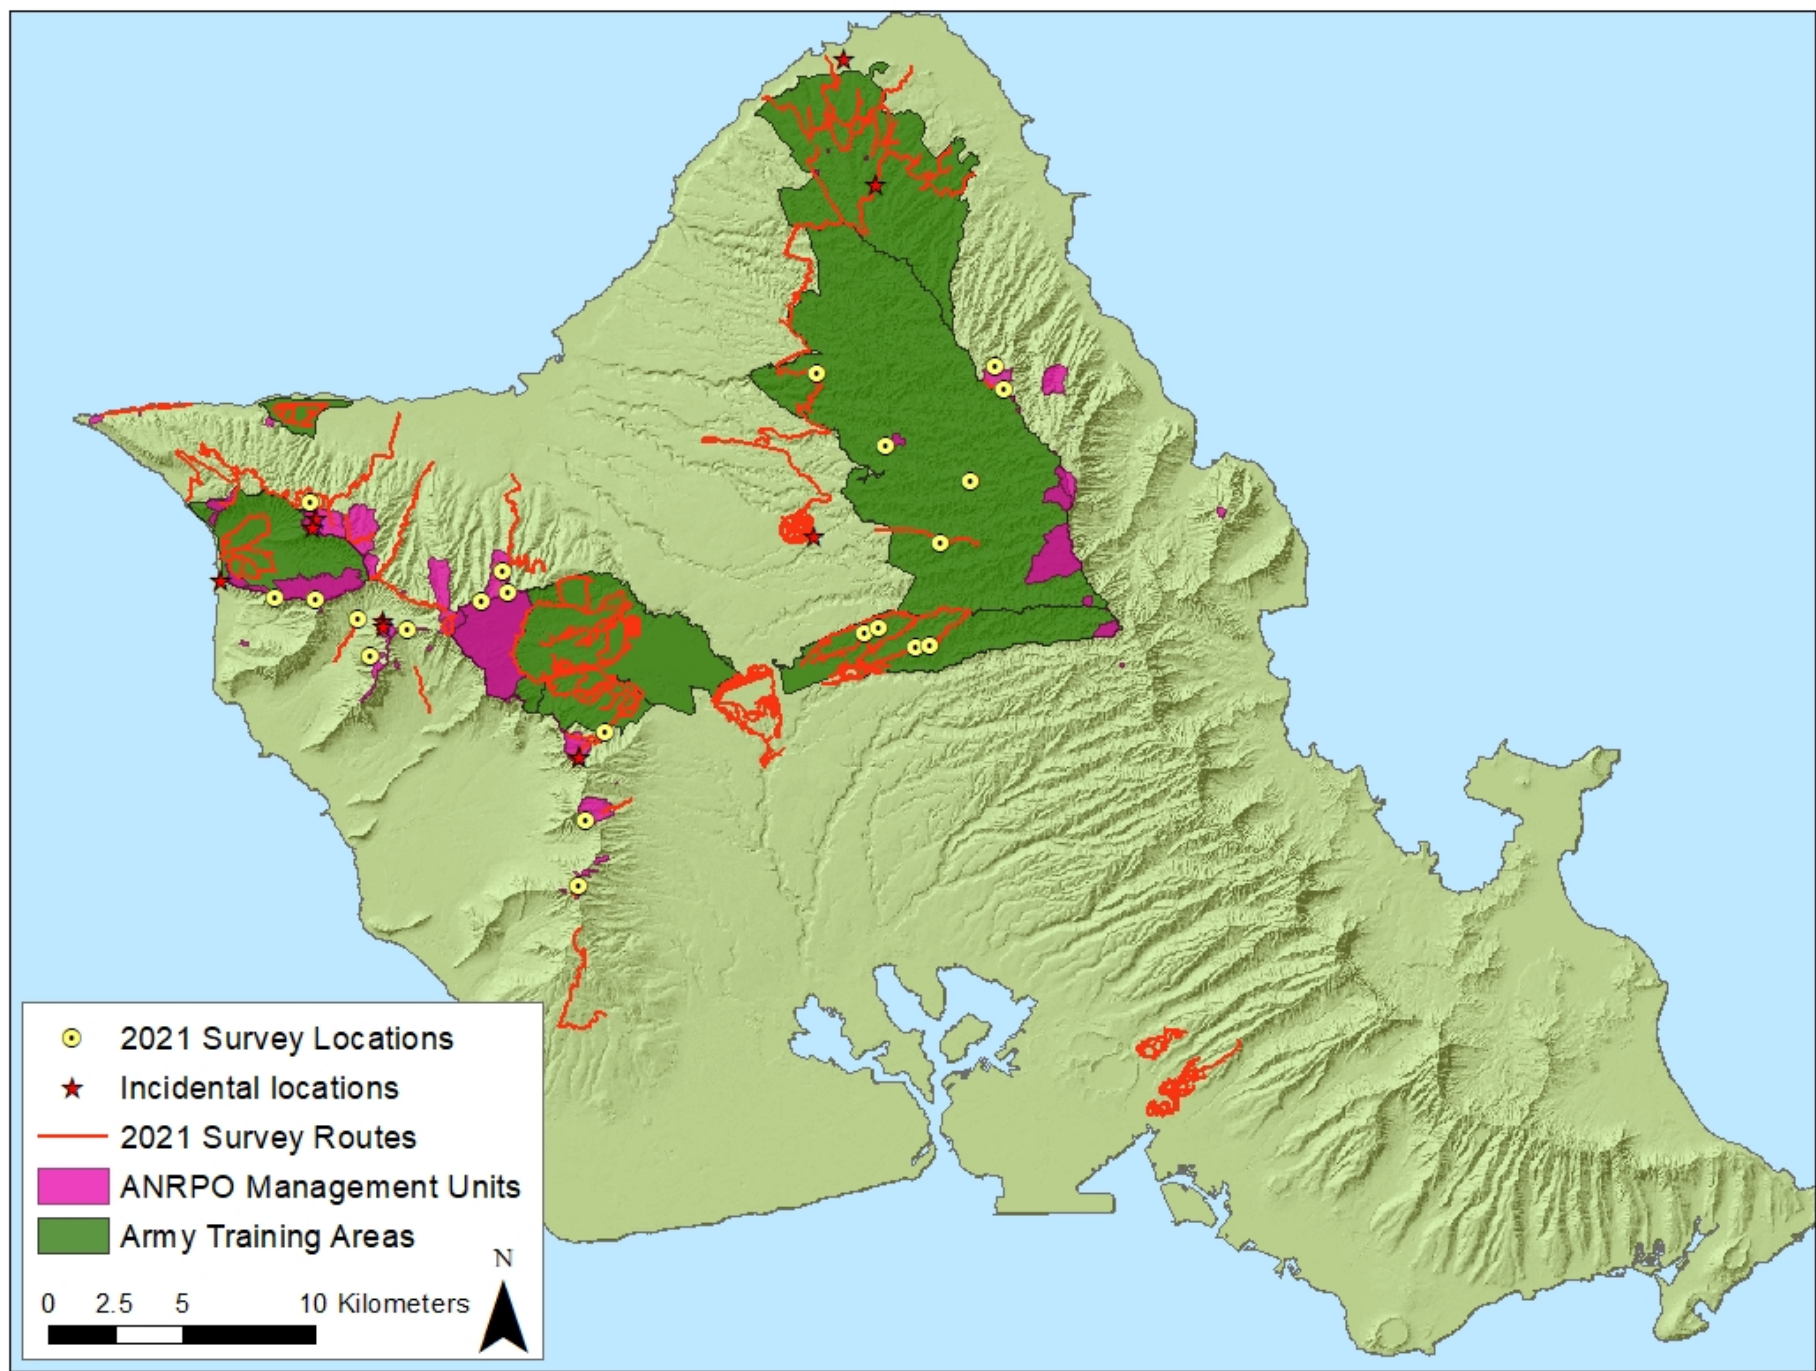 2021 Survey Locations
Incidental locations
2021 Survey Routes
ANRPO Management Units
Army Training Areas
N
0 2.5 5 10 Kilometers